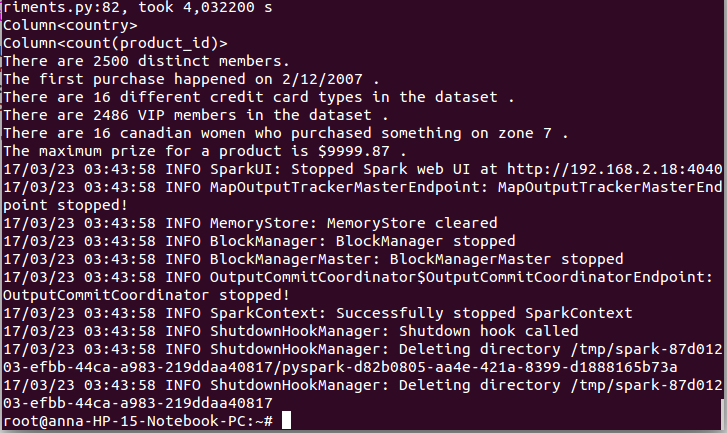 riments.py:82, took 4,032200 s
Column<country>
Column<count(product_id)>
There are 2500 distinct members.
The first purchase happened on 2/12/2007 .
There are 16 different credit card types in the dataset .
There are 2486 VIP members in the dataset .
There are 16 canadian women who purchased something on zone 7 .
The maximum prize for a product is $9999.87 .
17/03/23 03:43:58 INFO SparkUI: Stopped Spark web UI at http://192.168.2.18:4040
17/03/23 03:43:58 INFO MapOutputTrackerMasterEndpoint: MapOutputTrackerMasterEnd
point stopped!
17/03/23 03:43:58 INFO MemoryStore: MemoryStore cleared
17/03/23 03:43:58 INFO BlockManager: BlockManager stopped
17/03/23 03:43:58 INFO BlockManagerMaster: BlockManagerMaster stopped
17/03/23 03:43:58 INFO OutputCommitCoordinator$OutputCommitCoordinatorEndpoint:
OutputCommitCoordinator stopped!
17/03/23 03:43:58 INFO SparkContext: Successfully stopped SparkContext
17/03/23 03:43:58 INFO ShutdownHookManager: Shutdown hook called
17/03/23 03:43:58 INFO ShutdownHookManager: Deleting directory /tmp/spark-87d012
03-efbb-44ca-a983-219ddaa40817/pyspark-d82b0805-aa4e-421a-8399-d1888165b73a
17/03/23 03:43:58 INFO ShutdownHookManager: Deleting directory /tmp/spark-87d012
03-efbb-44ca-a983-219ddaa40817
root@anna-HP-15-Notebook-PC:~#